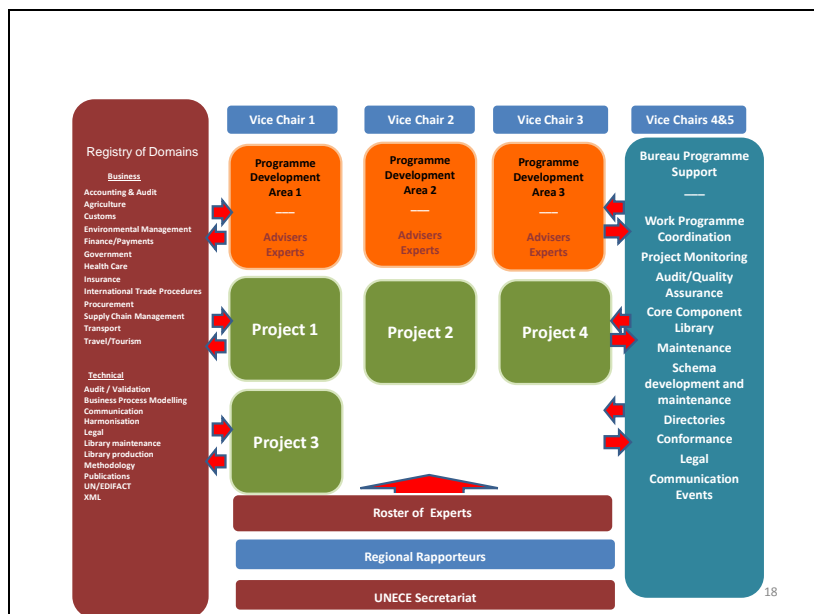 Vice Chair 1
Vice Chair 2
Vice Chair 3
Vice Chairs 4&5
Registry of Domains
Business
Accounting & Audit
Agriculture
Customs
Environmental Management
Finance/Payments
Government
Health Care
Insurance
International Trade Procedures
Procurement
Supply Chain Management
Transport
Travel/Tourism
Technical
Audit / Validation
Business Process Modelling
Communication
Harmonisation
Legal
Library maintenance
Library production
Methodology
Publications
UN/EDIFACT
XML
Programme
Development
Area 1
Advisers
Experts
Programme
Development
Area 2
Advisers
Experts
Programme
Development
Area 3
Advisers
Experts
Project 1
Project 2
Project 4
Project 3
Roster of Experts
Regional Rapporteurs
UNECE Secretariat
Bureau Programme
Support
Work Programme
Coordination
Project Monitoring
Audit/Quality
Assurance
Core Component
Library
Maintenance
Schema
development and
maintenance
Directories
Conformance
Legal
Communication
Events
18